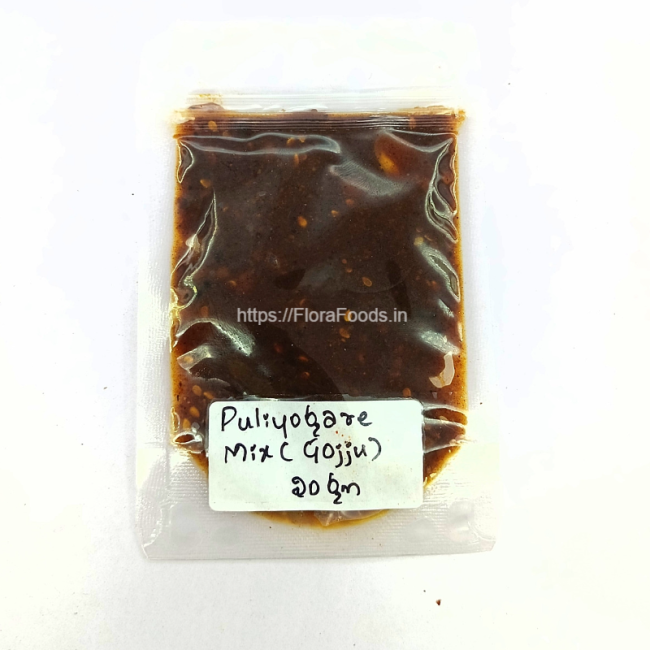 https://FloraFoods.in
Puliyogare
Mix ( Gojju )
20 gm